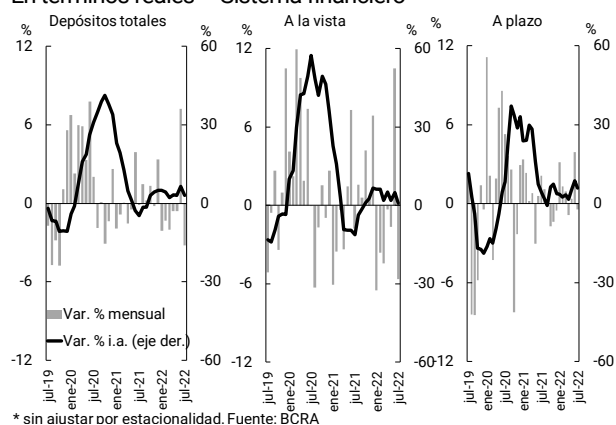 En términos reales - Sistema financiero
Depósitos totales
A la vista
A plazo
%
%
%
%
%
%
12
6
0
-6
-12
60
30
0
-30
-60
12
6
0
-6
-12
60
30
0
-30
-60
12
6
0
-6
-12
60
30
0
-30
-60
Var. % mensual
Var. % i.a. (eje der.)
jul-19
ene-20
jul-20
ene-21
jul-21
ene-22
jul-22
jul-19
ene-20
jul-20
ene-21
jul-21
ene-22
jul-22
jul-19
ene-20
jul-20
ene-21
jul-21
ene-22
jul-22
* sin ajustar por estacionalidad. Fuente: BCRA